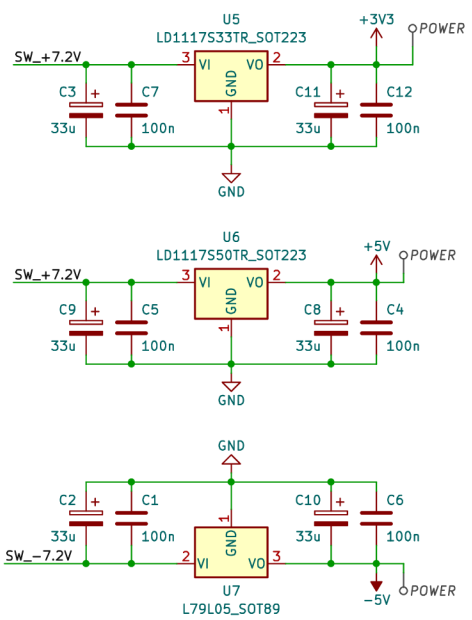 U5
LD1117S33TR_SOT223
+3V3
POWER
SW_+7.2V
3 VI VO 2
GND
1
C3 +
33u
C7
100n
C11 +
33u
C12
100n
GND
U6
LD1117S50TR_SOT223
+5V
POWER
SW_+7.2V
3 VI VO 2
GND
1
C9 +
33u
C5
100n
C8 +
33u
C4
100n
GND
GND
C2 +
33u
C1
100n
C10 +
33u
C6
100n
1
GND
SW_-7.2V
2 VI VO 3
U7
L79L05_SOT89
-5V
POWER